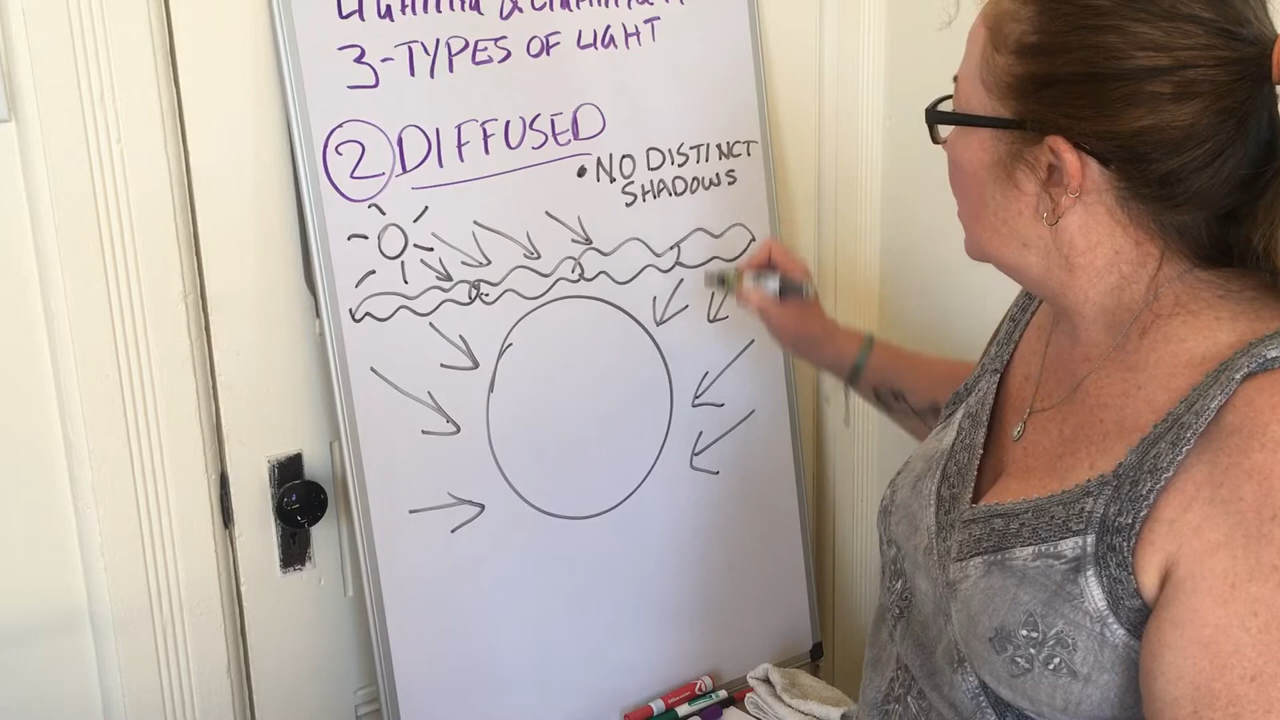 3-TYPES OF LIGHT
② DIFFUSED
• NO DISTINCT
SHADOWS